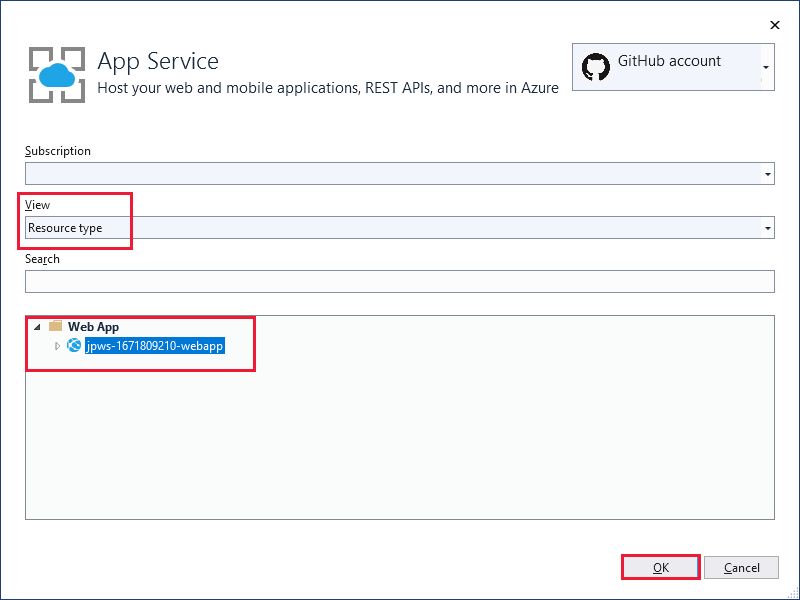 App Service
Host your web and mobile applications, REST APIs, and more in Azure
GitHub account
Subscription
View
Resource type
Search
Web App
jpws-1671809210-webapp
OK
Cancel